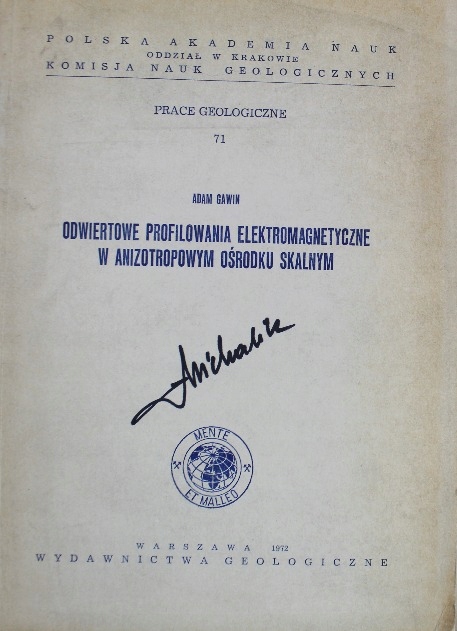 POLSKA AKADEMIA NAUK
ODDZIAŁ W KRAKOWIE
KOMISJA NAUK GEOLOGICZNYCH
PRACE GEOLOGICZNE
71
ADAM GAWIN
ODWIERTOWE PROFILOWANIA ELEKTROMAGNETYCZNE
W ANIZOTROPOWYM OŚRODKU SKALNYM
MENTE
ET MALLEO
WARSZAWA 1972
WYDAWNICTWA GEOLOGICZNE